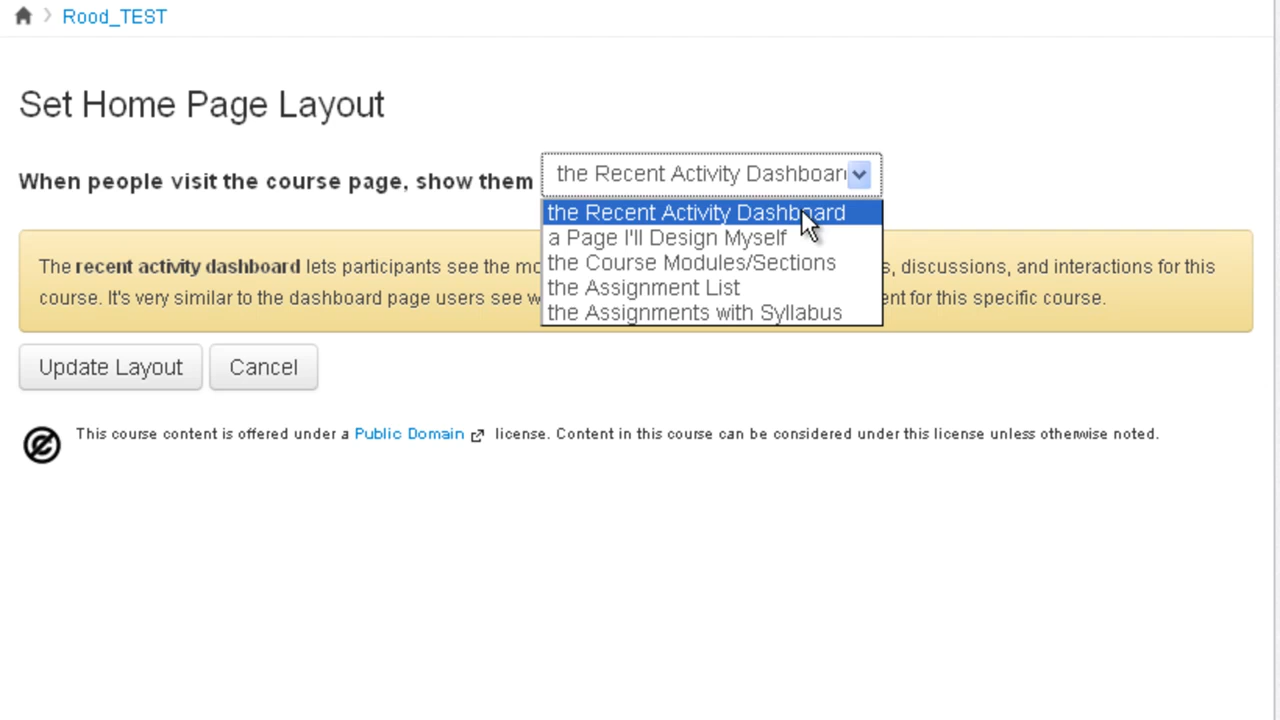 Rood_TEST
Set Home Page Layout
When people visit the course page, show them the Recent Activity Dashboar
the Recent Activity Dashboard
a Page I'll Design Myself
the Course Modules/Sections
the Assignment List
the Assignments with Syllabus
The recent activity dashboard lets participants see the discussions, and interactions for this
course. It's very similar to the dashboard page users see for this specific course.
Update Layout Cancel
This course content is offered under a Public Domain license. Content in this course can be considered under this license unless otherwise noted.